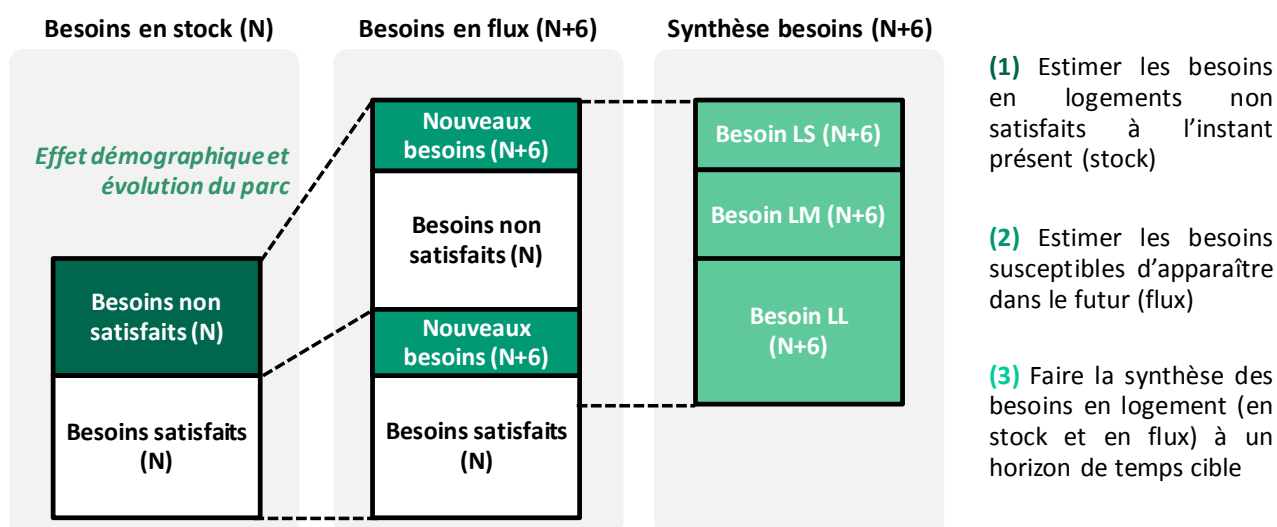 Besoins en stock (N)
Besoins en flux (N+6)
Synthèse besoins (N+6)
Effet démographique et
évolution du parc
Besoins non
satisfaits (N)
Besoins satisfaits
(N)
Nouveaux
besoins (N+6)
Besoins non
satisfaits (N)
Nouveaux
besoins (N+6)
Besoins satisfaits
(N)
Besoin LS (N+6)
Besoin LM (N+6)
Besoin LL
(N+6)
(1) Estimer les besoins
en logements non
satisfaits à l'instant
présent (stock)
(2) Estimer les besoins
susceptibles d'apparaître
dans le futur (flux)
(3) Faire la synthèse des
besoins en logement (en
stock et en flux) à un
horizon de temps cible